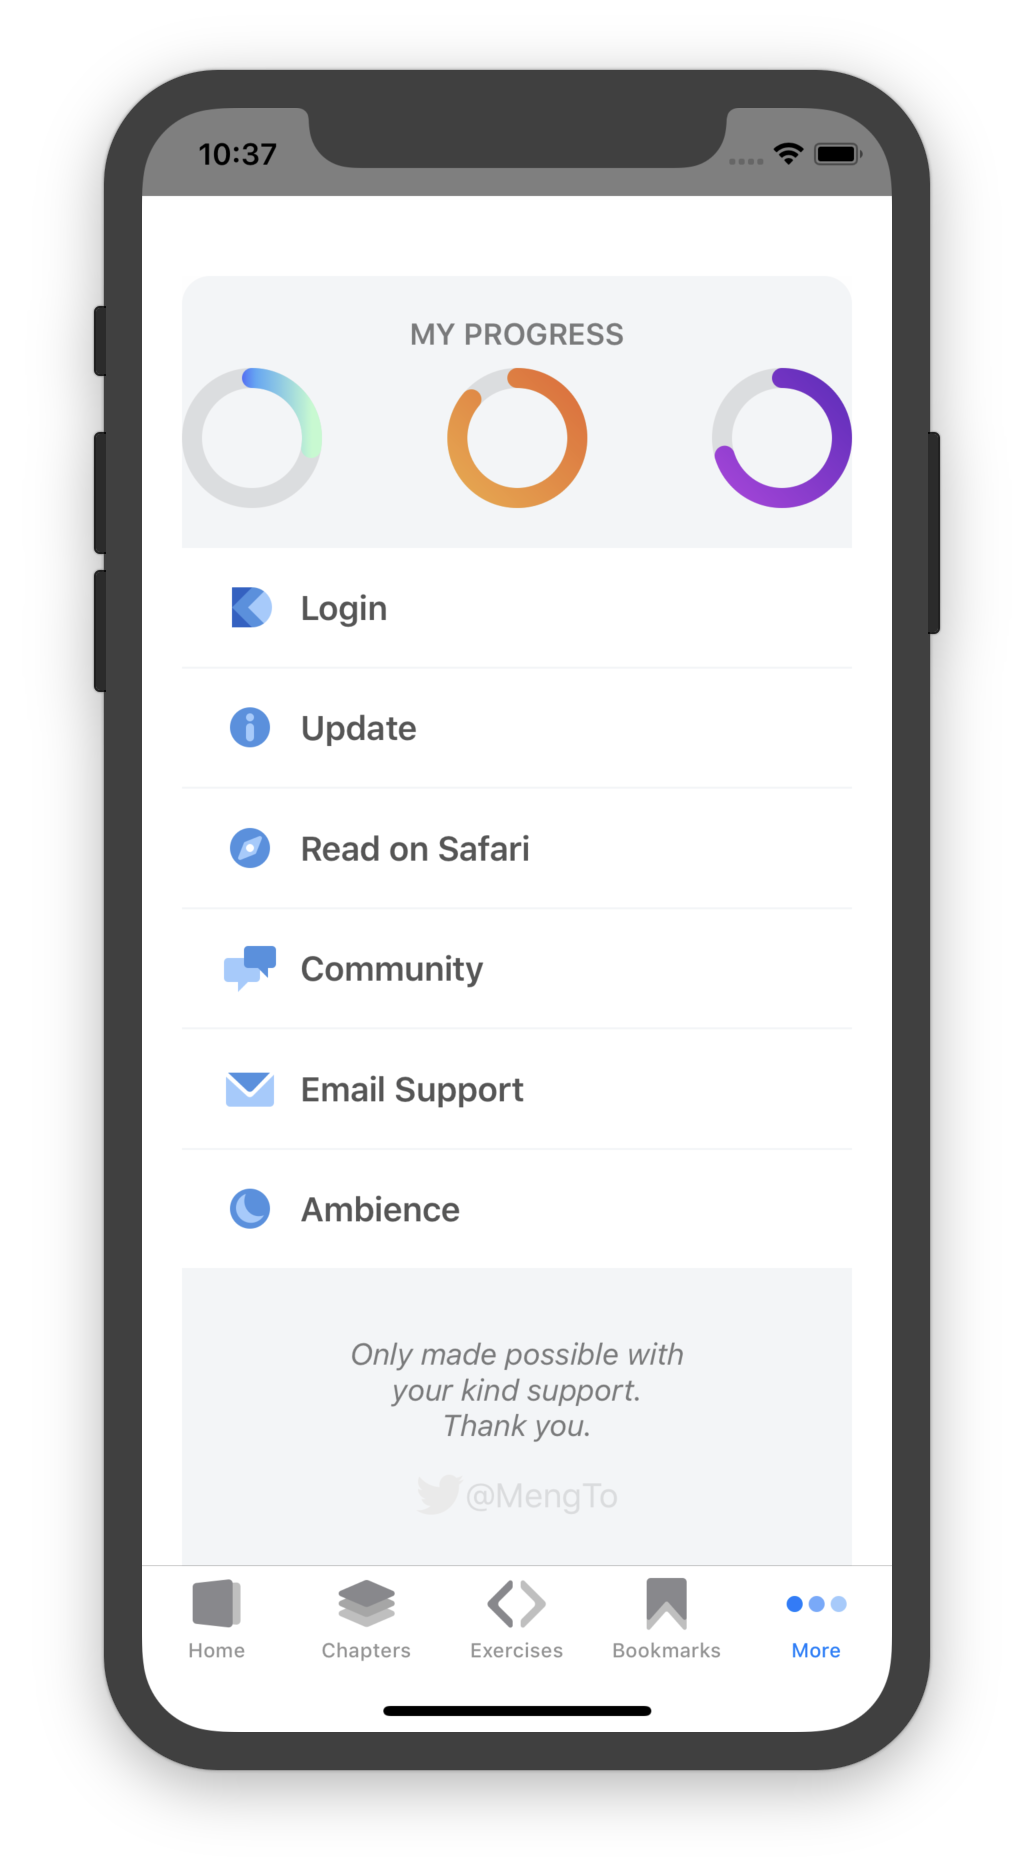 10:37
MY PROGRESS
Login
Update
Read on Safari
Community
Email Support
Ambience
Only made possible with
your kind support.
Thank you.
@MengTo
Home
Chapters
Exercises
Bookmarks
More